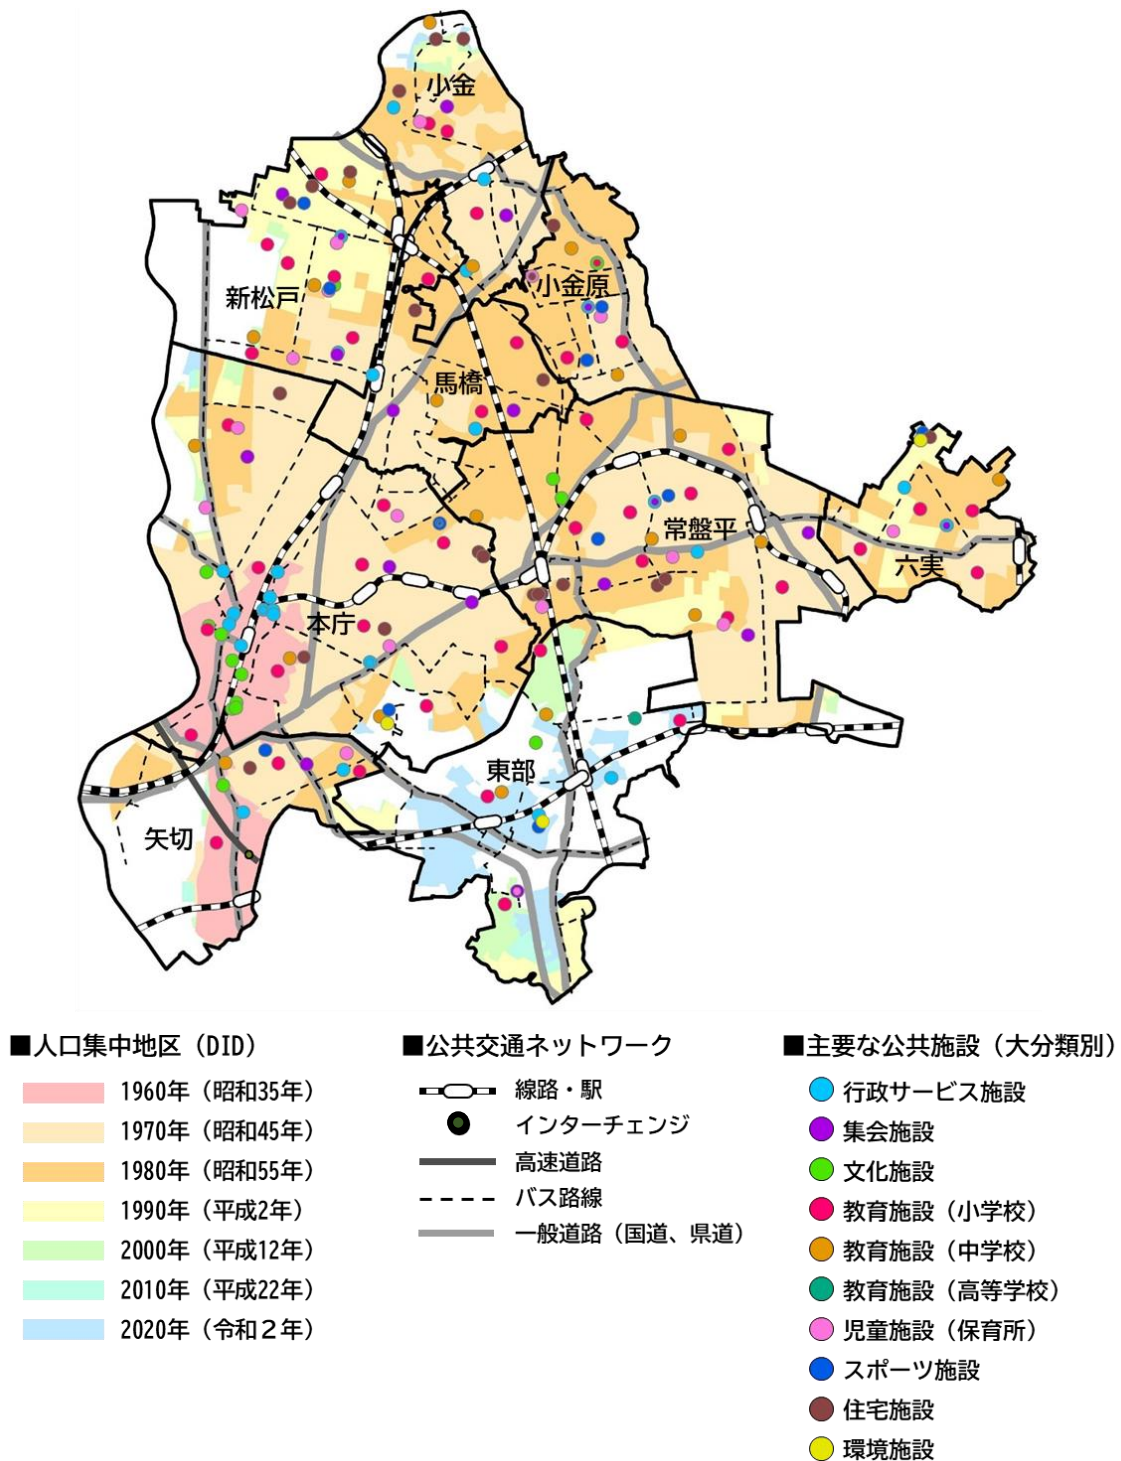 小金
新松戸
小金原
馬橋
常盤平
六実
本庁
東部
矢切
■人口集中地区（DID）
1960年（昭和35年）
1970年（昭和45年）
1980年（昭和55年）
1990年（平成2年）
2000年（平成12年）
2010年（平成22年）
2020年（令和２年）
■公共交通ネットワーク
線路・駅
インターチェンジ
高速道路
バス路線
一般道路（国道、県道）
■主要な公共施設（大分類別）
行政サービス施設
集会施設
文化施設
教育施設（小学校）
教育施設（中学校）
教育施設（高等学校）
児童施設（保育所）
スポーツ施設
住宅施設
環境施設